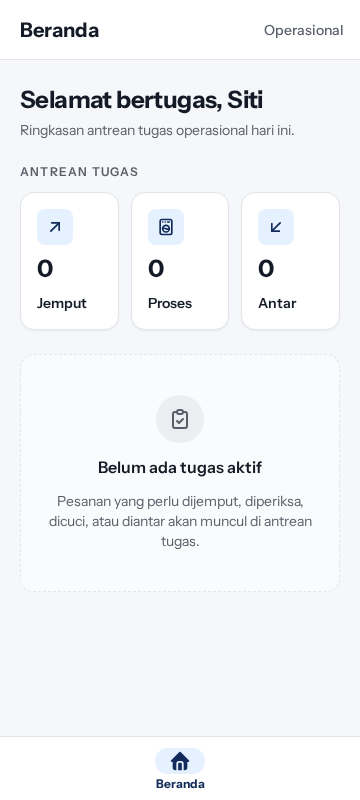 Beranda
Operasional
Selamat bertugas, Siti
Ringkasan antrean tugas operasional hari ini.
ANTREAN TUGAS
0
Jemput
0
Proses
0
Antar
Belum ada tugas aktif
Pesanan yang perlu dijemput, diperiksa,
dicuci, atau diantar akan muncul di antrean
tugas.
Beranda